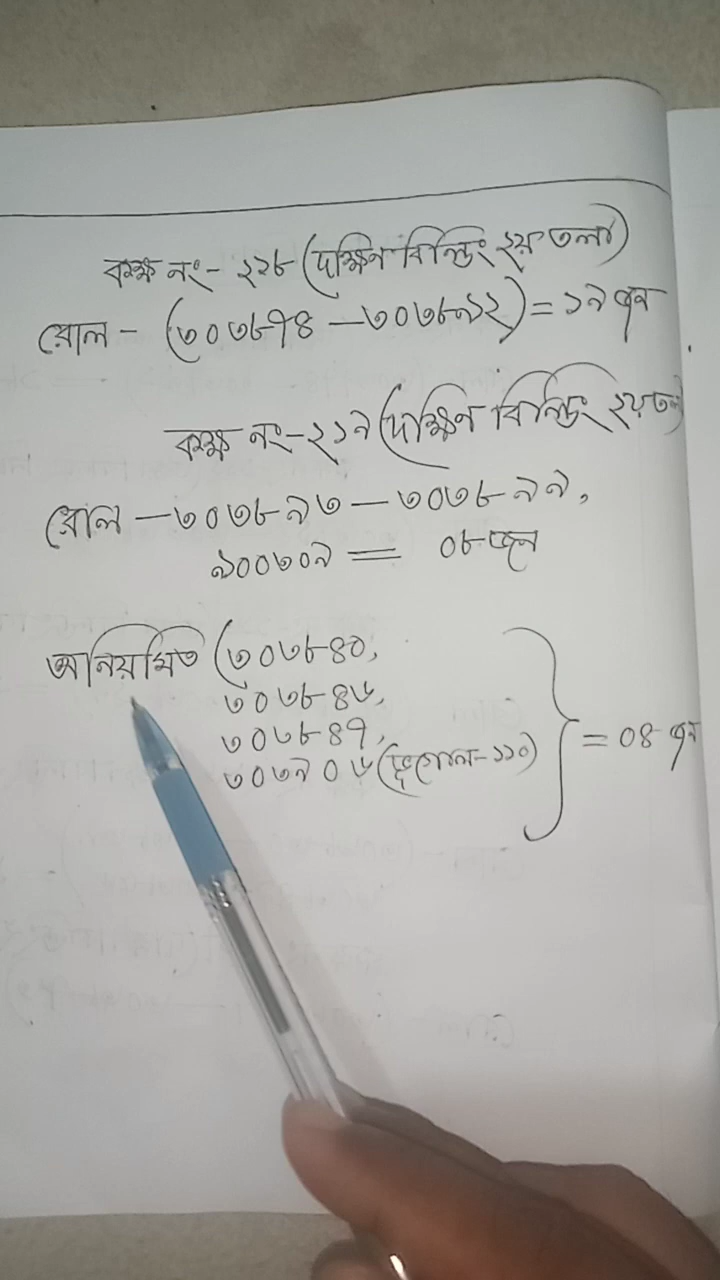 কক্ষ নং- ২১৮ (দক্ষিন বিল্ডিং ২য় তলা)
রোল - (৩০৩৮৭৪ – ৩০৩৮৯২) = ১৯ জন
কক্ষ নং-২১৯ (দক্ষিন বিল্ডিং ২য় তলা
রোল – ৩০৩৮৯৩ – ৩০৩৮৯৯,
৯০০৩০৯ = ০৮ জন
অনিয়মিত (৩০৩৮৪০,
৩০৩৮৪৬,
৩০৩৮৪৭,
৩০৩৯০৬ (ভূগোল-১১০) } = ০৪ জন